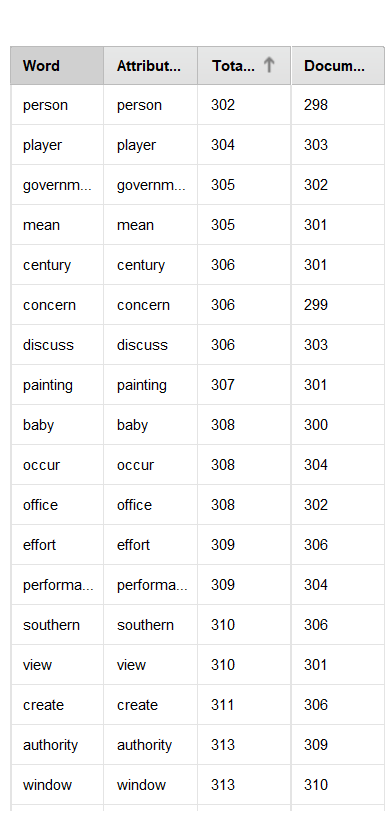 Word Attribut... Tota... Docum...
person person 302 298
player player 304 303
governm... governm... 305 302
mean mean 305 301
century century 306 301
concern concern 306 299
discuss discuss 306 303
painting painting 307 301
baby baby 308 300
occur occur 308 304
office office 308 302
effort effort 309 306
performa... performa... 309 304
southern southern 310 306
view view 310 301
create create 311 306
authority authority 313 309
window window 313 310